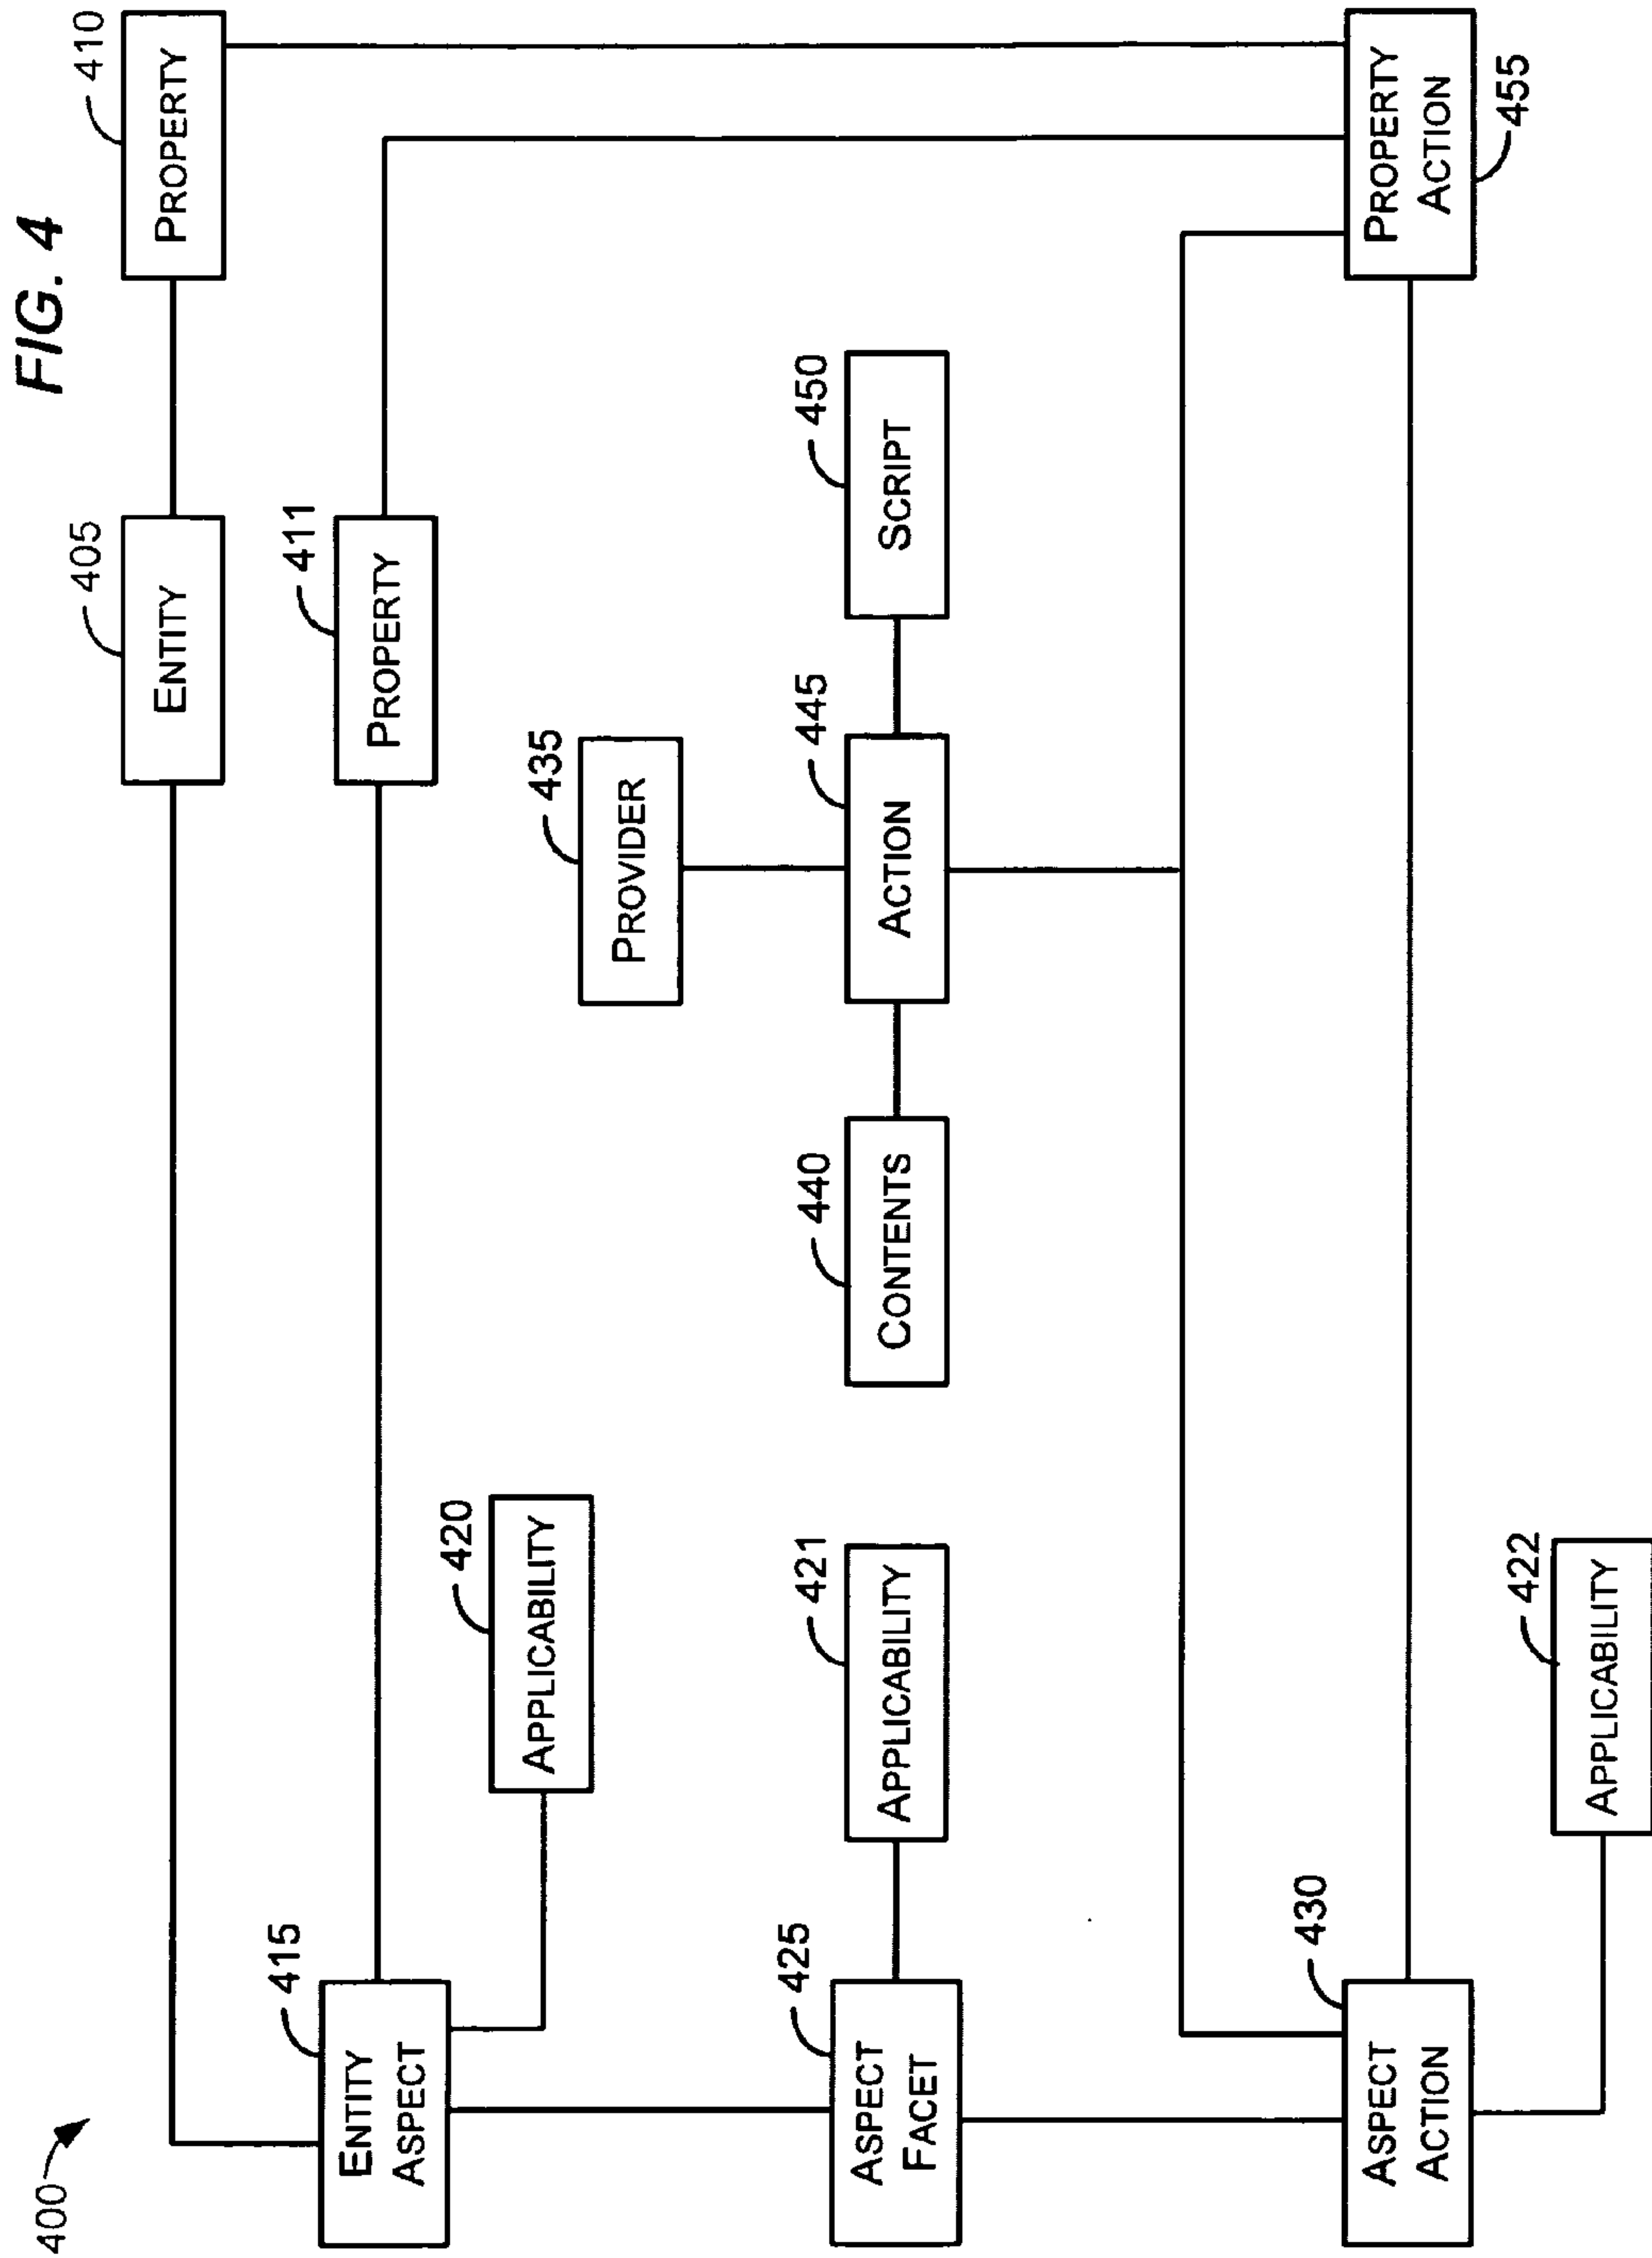 FIG. 4
400
405
410
ENTITY
PROPERTY
415
411
ENTITY
ASPECT
PROPERTY
420
APPLICABILITY
435
PROVIDER
425
421
440
445
450
ASPECT
FACET
APPLICABILITY
CONTENTS
ACTION
SCRIPT
430
ASPECT
ACTION
PROPERTY
ACTION
455
422
APPLICABILITY